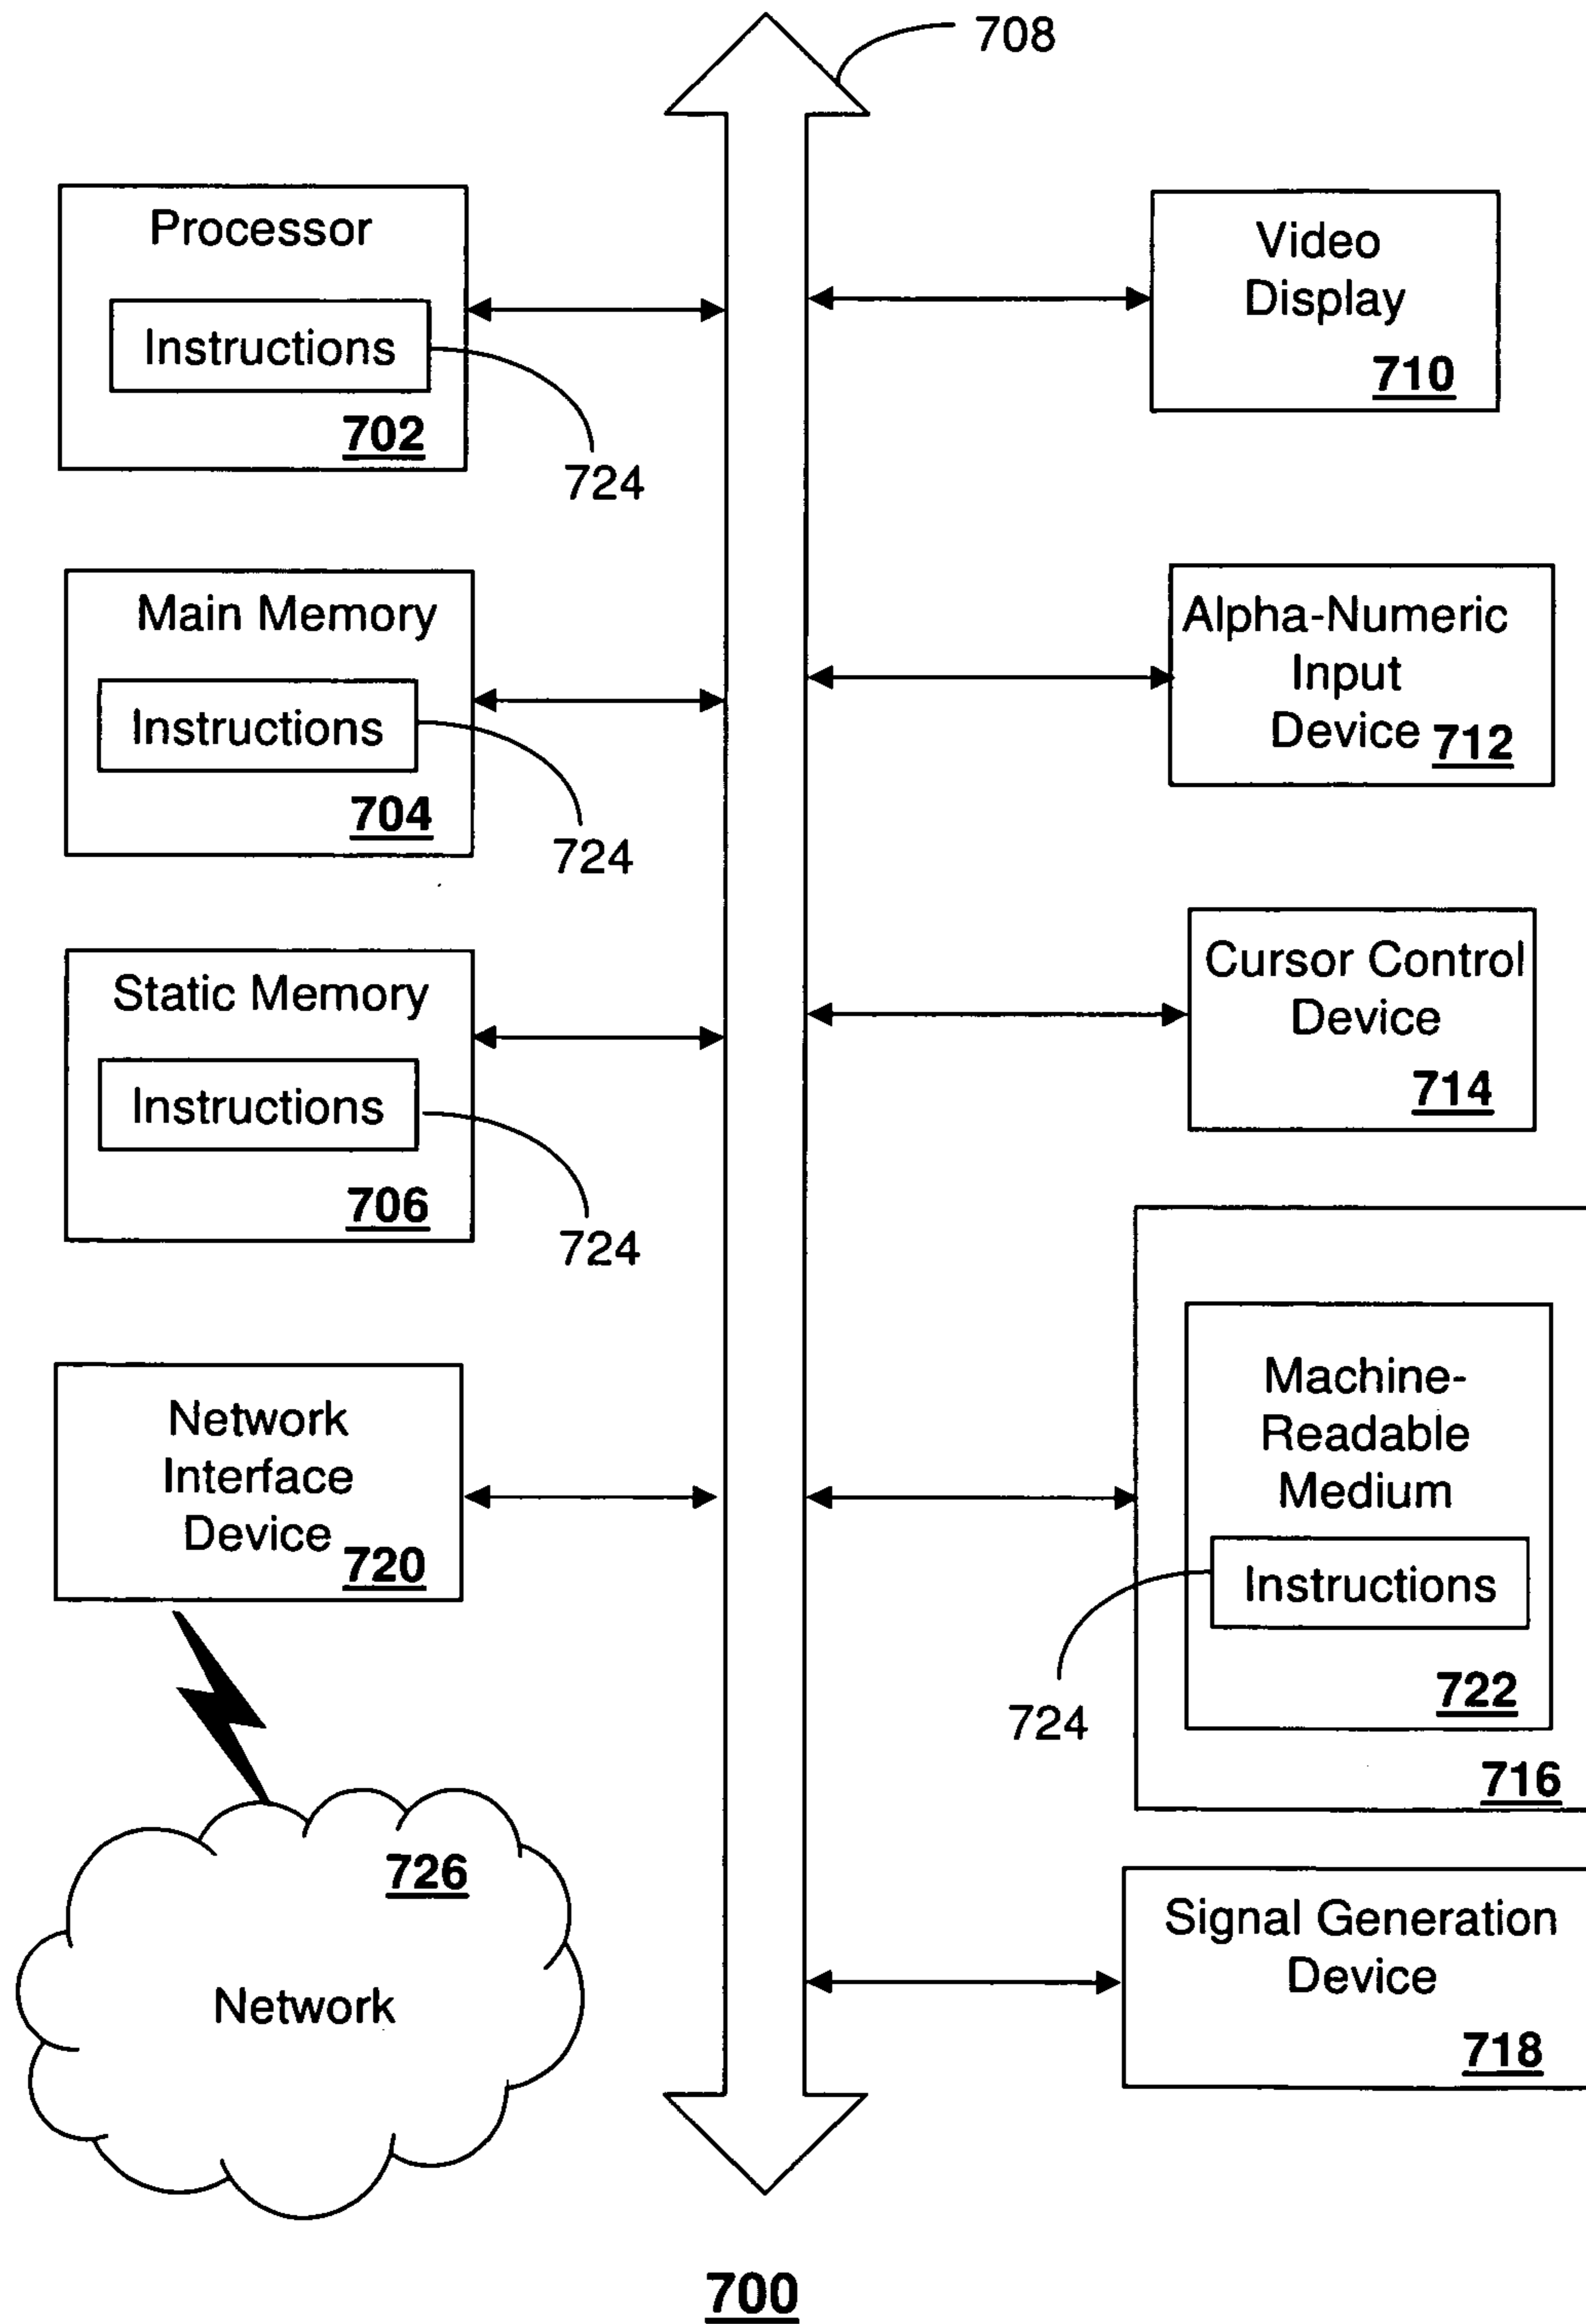 708
Processor
Instructions
702
724
Main Memory
Instructions
704
724
Static Memory
Instructions
706
724
Network
Interface
Device 720
726
Network
Video
Display
710
Alpha-Numeric
Input
Device 712
Cursor Control
Device
714
Machine-
Readable
Medium
Instructions
724
722
716
Signal Generation
Device
718
700